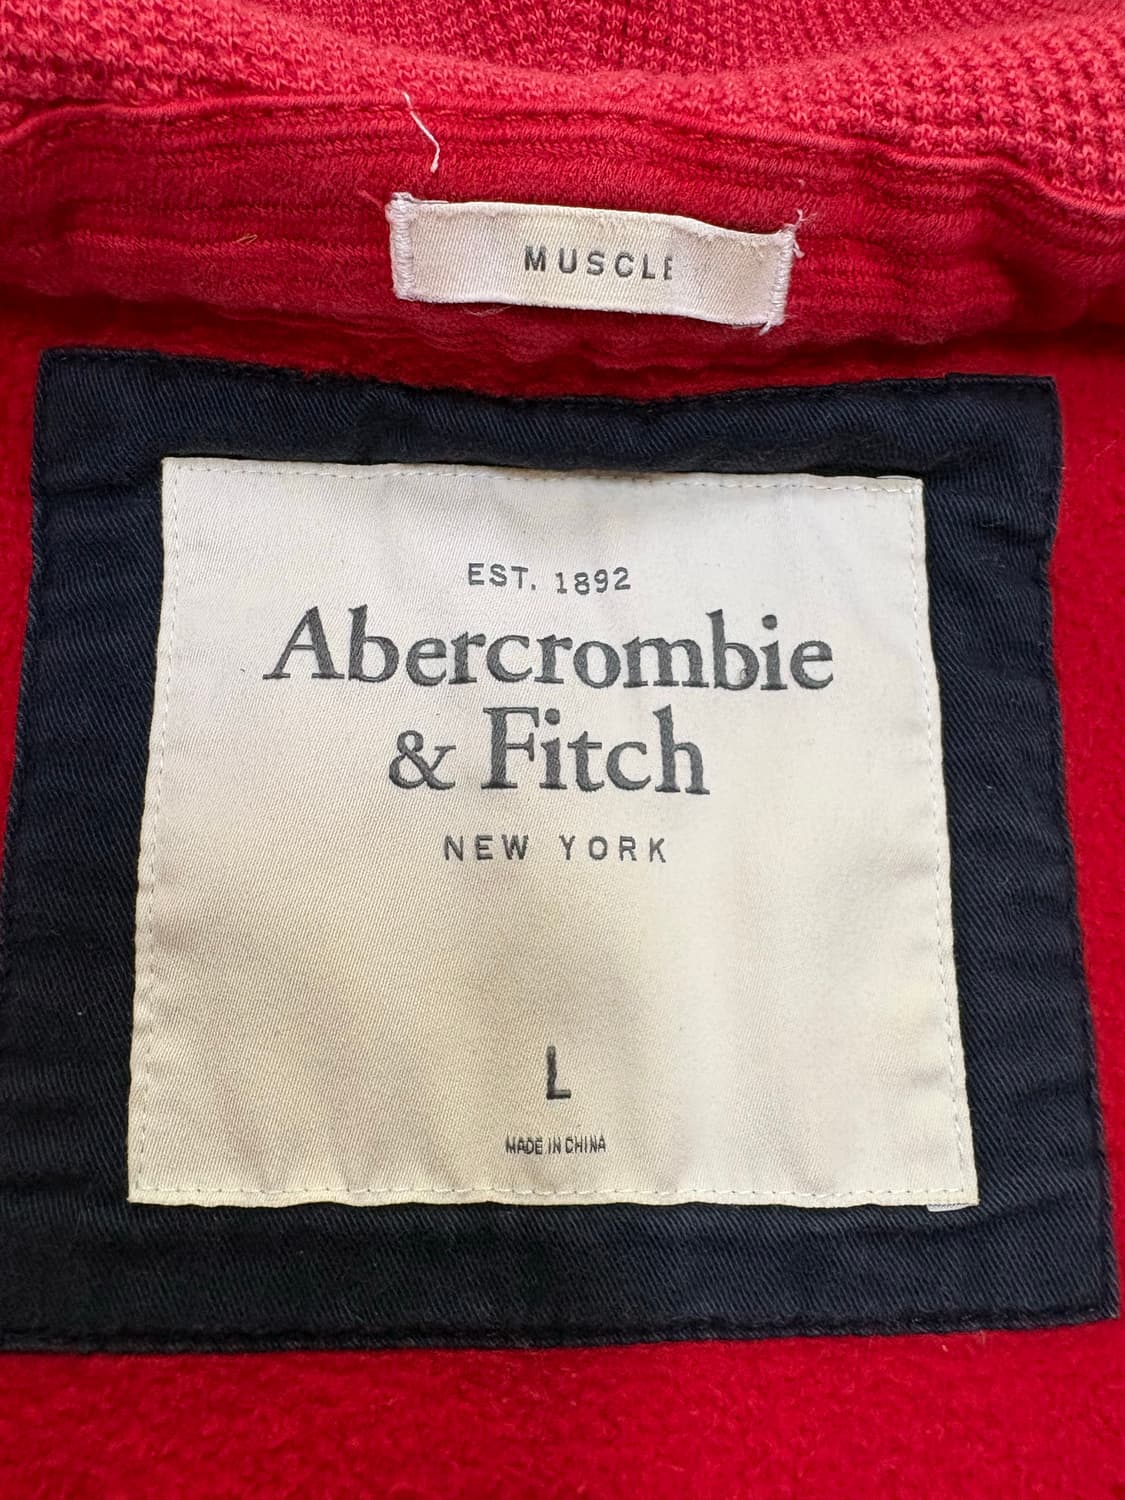 MUSCLE
EST. 1892
Abercrombie
& Fitch
NEW YORK
L
MADE IN CHINA